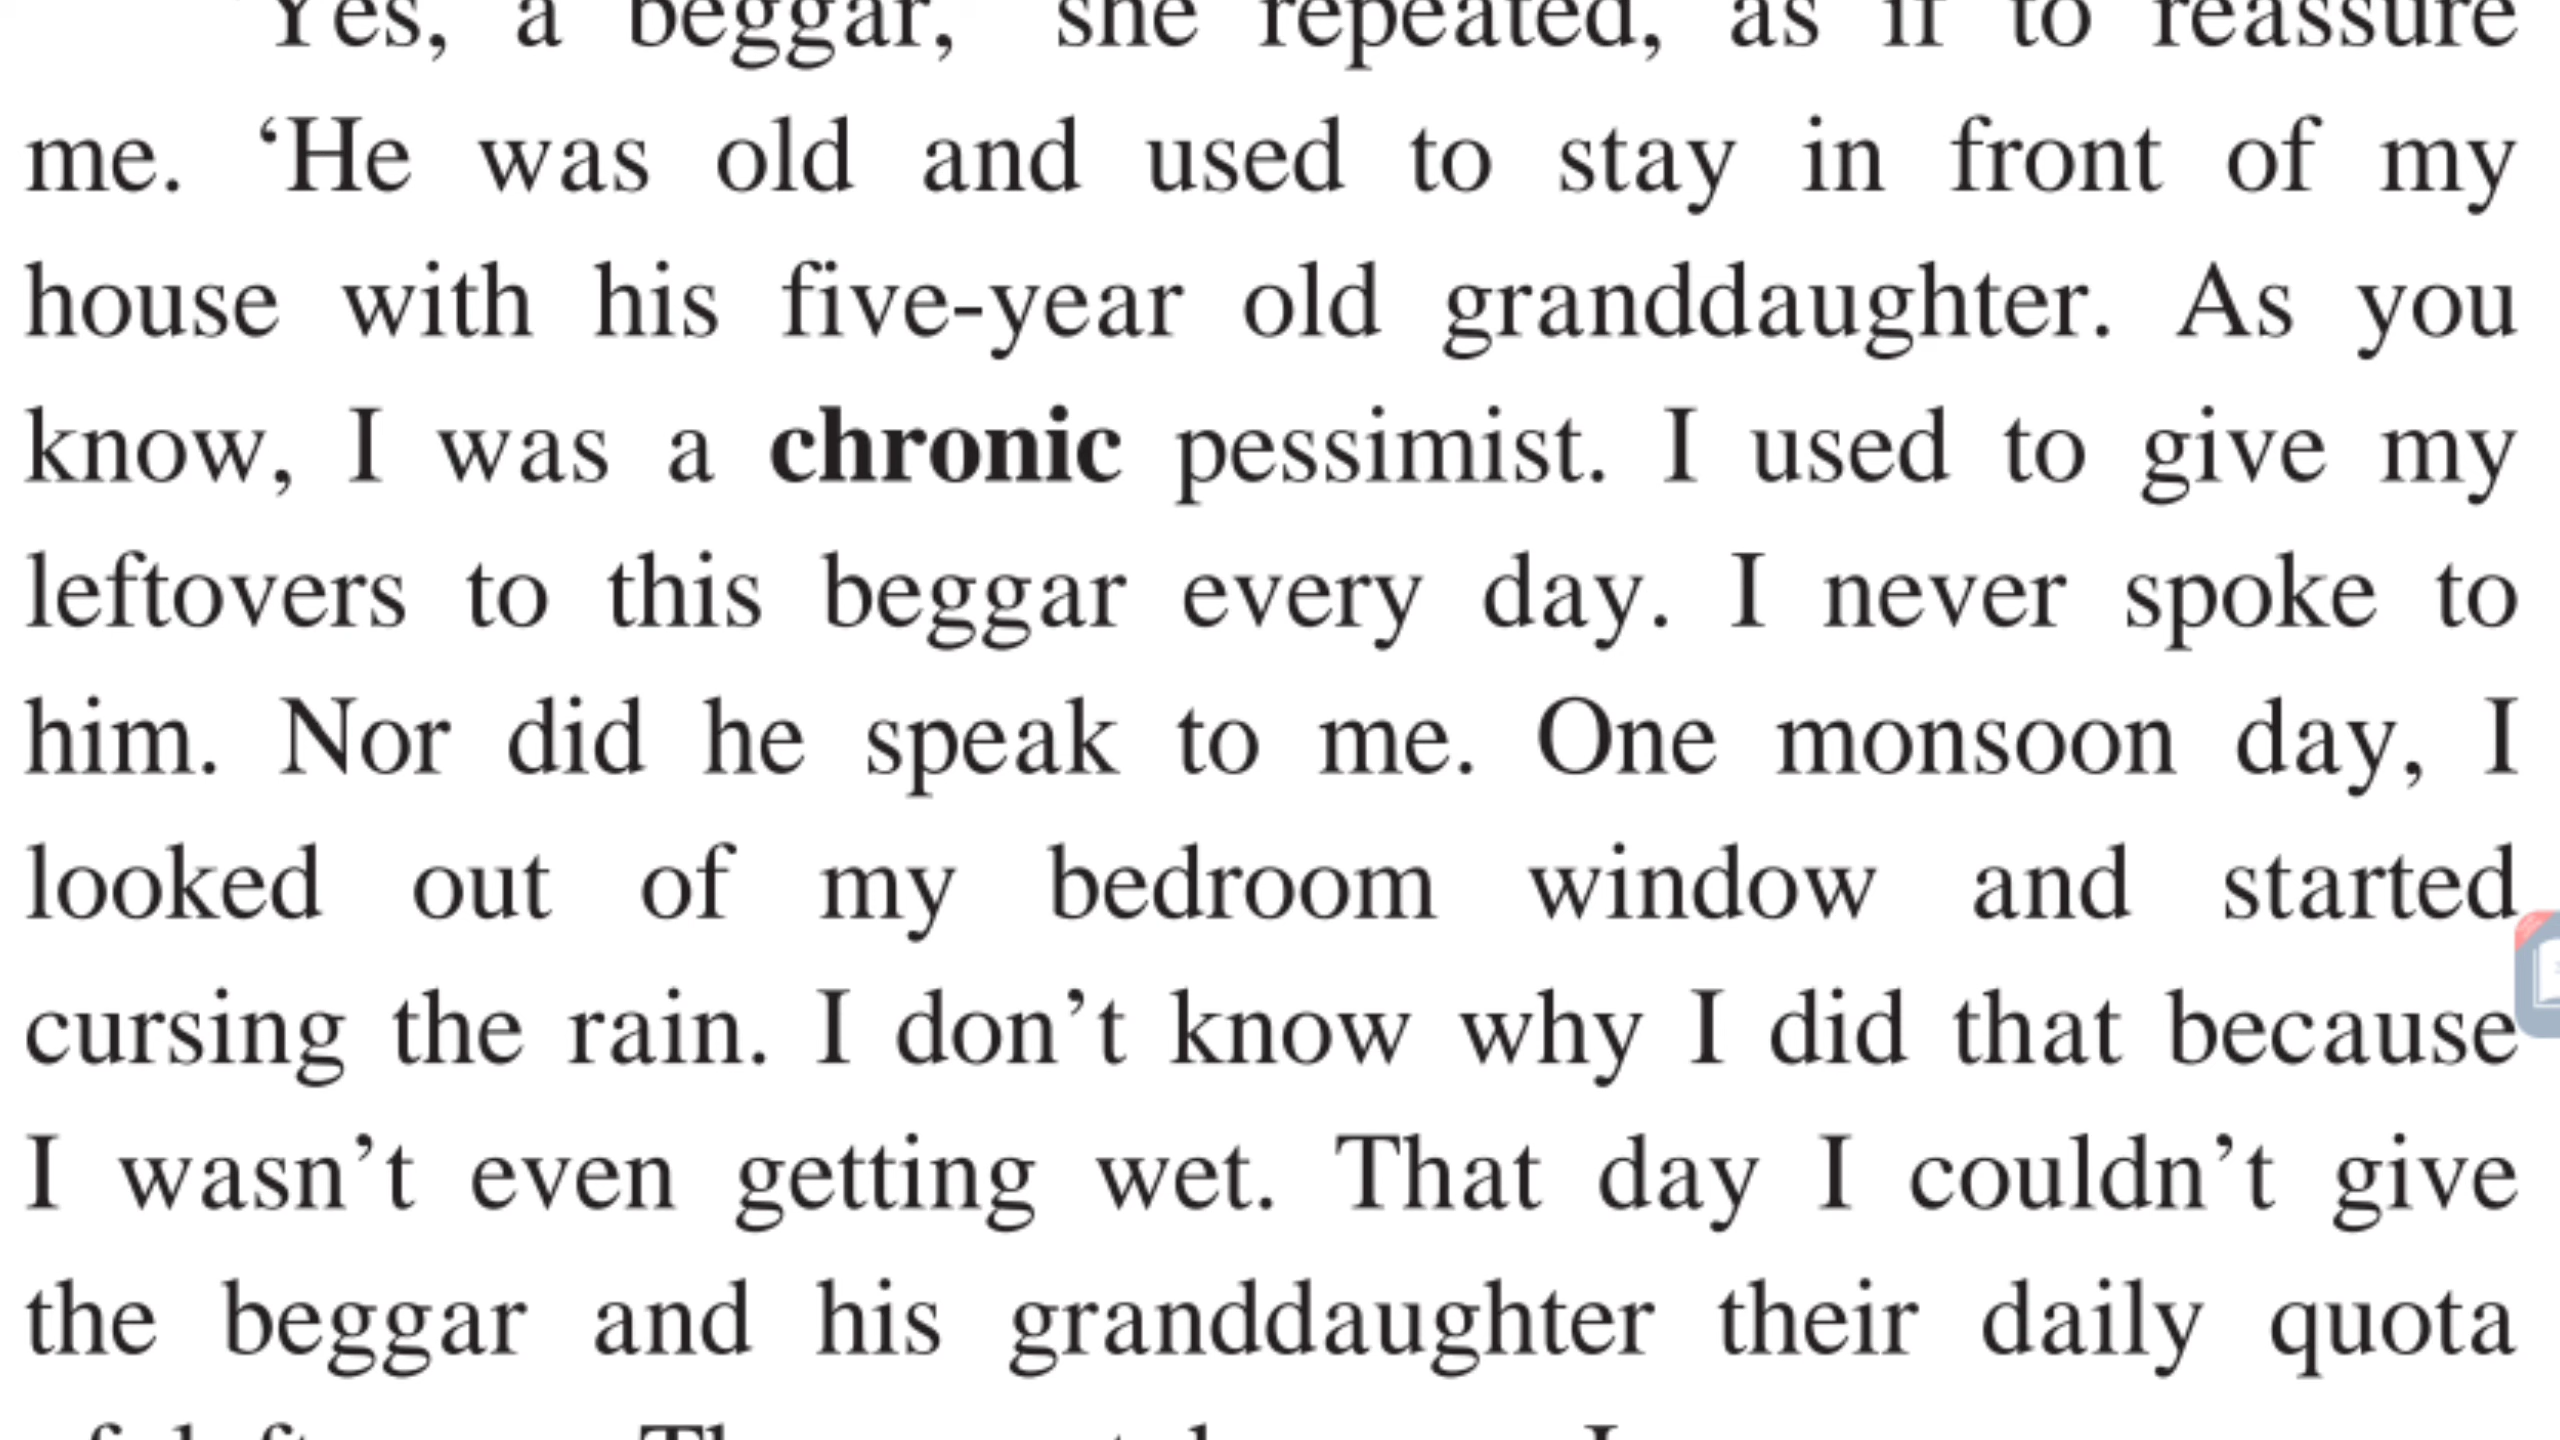 Yes, a beggar,' she repeated, as if to reassure
me. ‘He was old and used to stay in front of my
house with his five-year old granddaughter. As you
know, I was a chronic pessimist. I used to give my
leftovers to this beggar every day. I never spoke to
him. Nor did he speak to me. One monsoon day, I
looked out of my bedroom window and started
cursing the rain. I don’t know why I did that because
I wasn’t even getting wet. That day I couldn’t give
the beggar and his granddaughter their daily quota